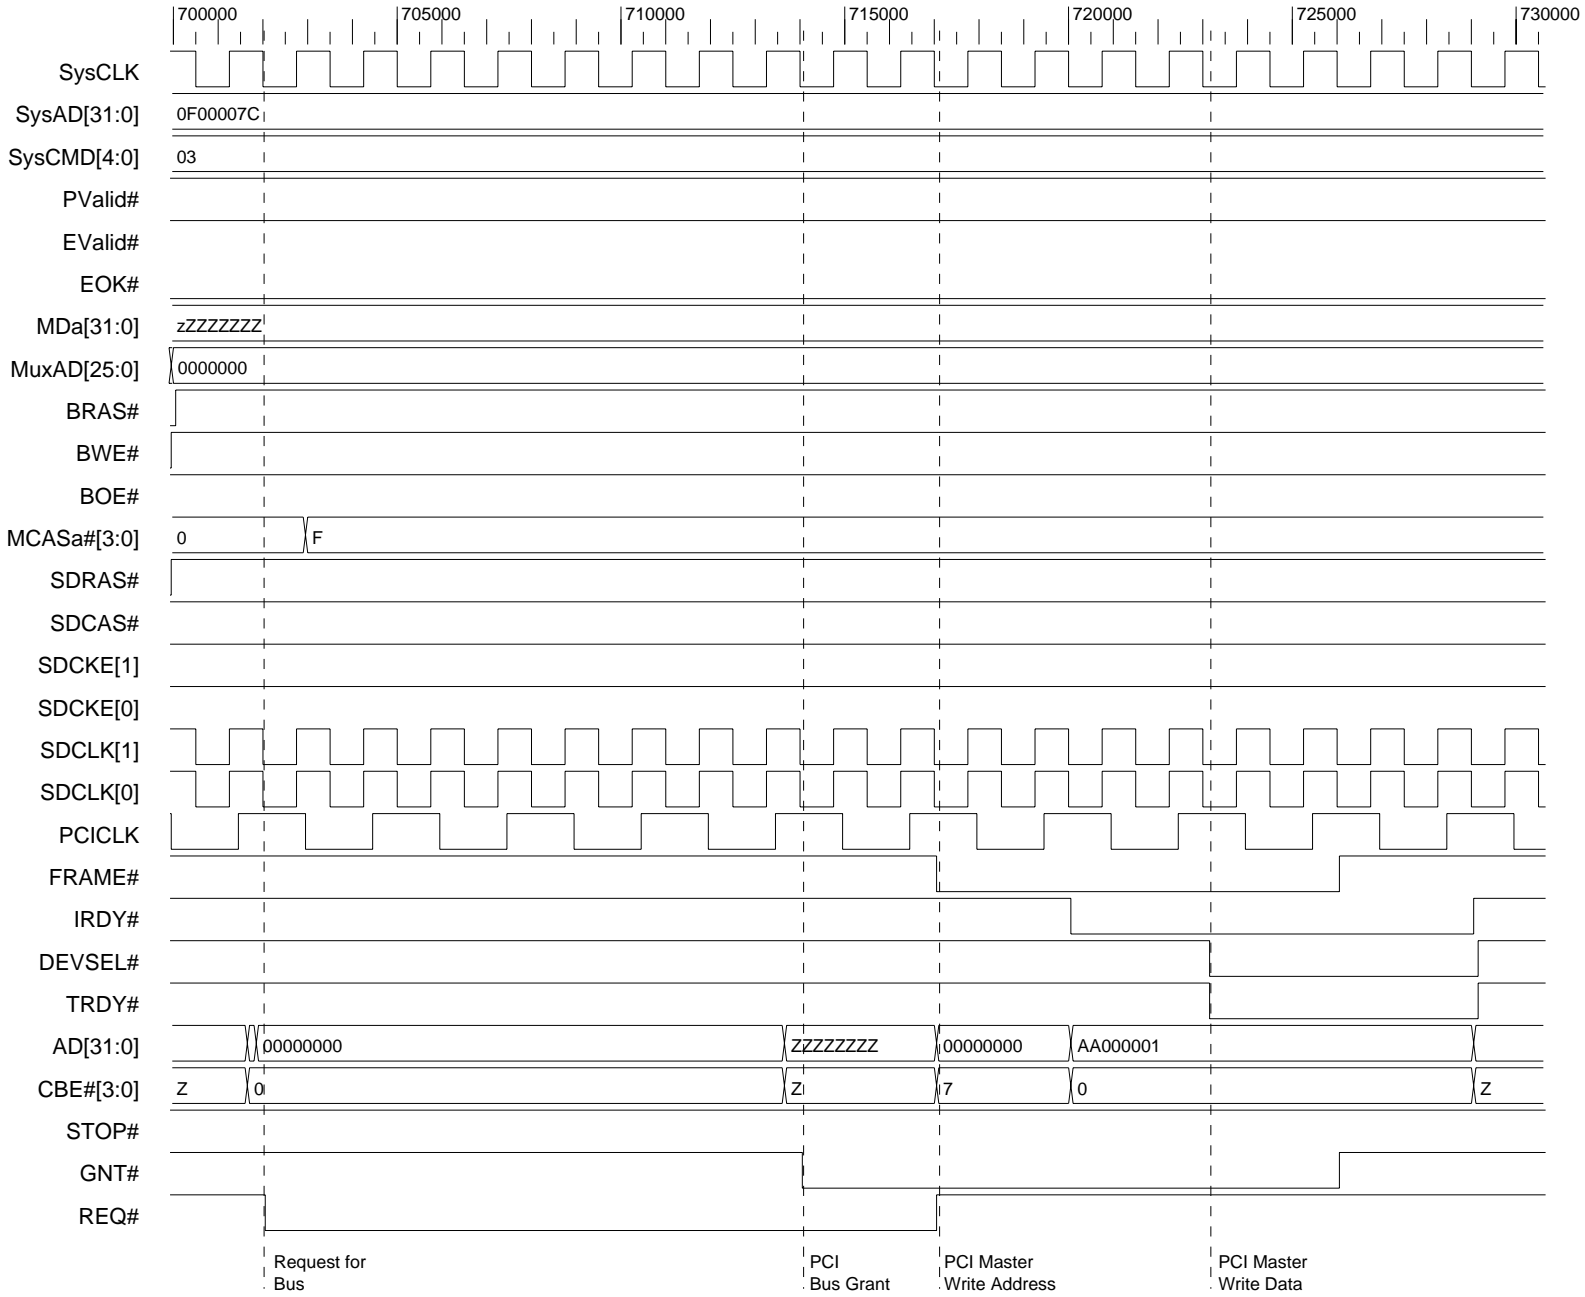 700000 705000 710000 715000 720000 725000 730000
SysCLK
SysAD[31:0] 0F00007C
SysCMD[4:0] 03
PValid#
EValid#
EOK#
MDa[31:0] zZZZZZZZ
MuxAD[25:0] 0000000
BRAS#
BWE#
BOE#
MCASa#[3:0] 0 F
SDRAS#
SDCAS#
SDCKE[1]
SDCKE[0]
SDCLK[1]
SDCLK[0]
PCICLK
FRAME#
IRDY#
DEVSEL#
TRDY#
AD[31:0] 00000000 ZZZZZZZZ 00000000 AA000001
CBE#[3:0] Z 0 Z 7 0 Z
STOP#
GNT#
REQ#
Request for
Bus
PCI
Bus Grant
PCI Master
Write Address
PCI Master
Write Data